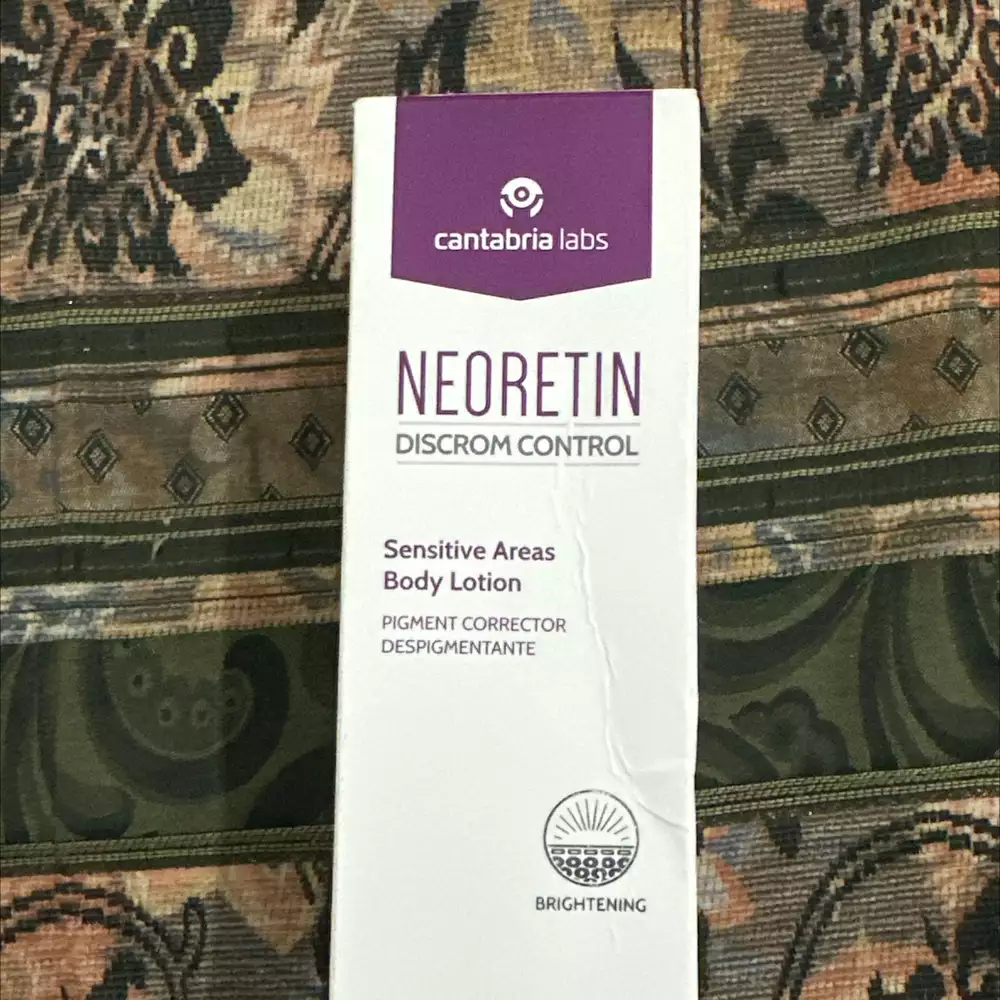 cantabria labs
NEORETIN
DISCROM CONTROL
Sensitive Areas
Body Lotion
PIGMENT CORRECTOR
DESPIGMENTANTE
BRIGHTENING